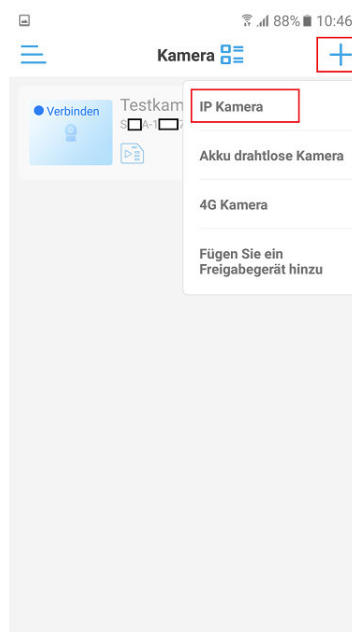 88% 10:46
Kamera
Verbinden
Testkam
IP Kamera
Akku drahtlose Kamera
4G Kamera
Fügen Sie ein
Freigabegerät hinzu